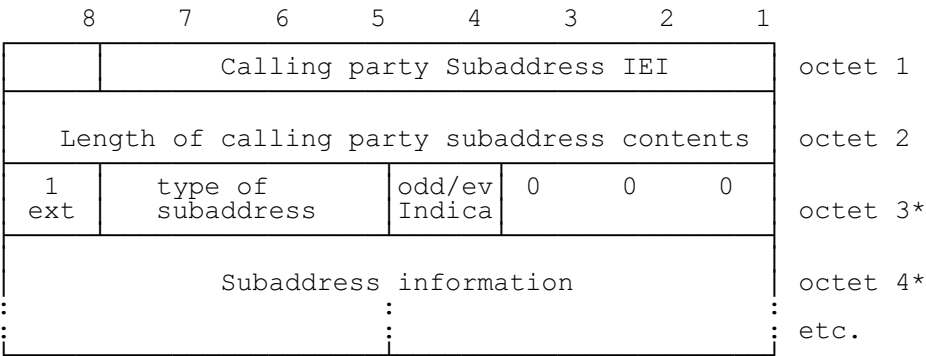 8 7 6 5 4 3 2 1
Calling party Subaddress IEI octet 1
Length of calling party subaddress contents octet 2
1 type of odd/ev 0 0 0
ext subaddress Indica octet 3*
Subaddress information octet 4*
: : : etc.